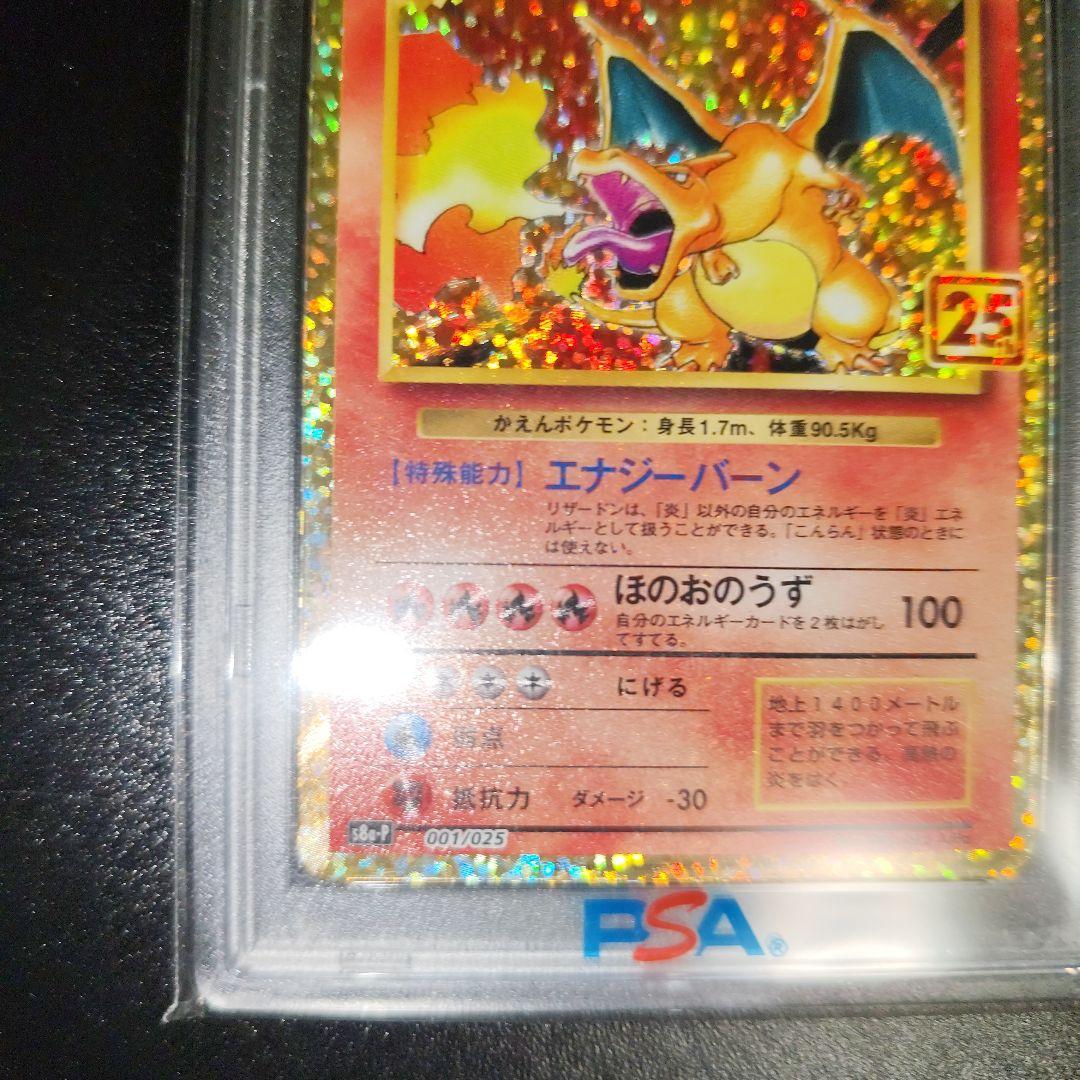 25
かえんポケモン：身長1.7m、体重90.5Kg
【特殊能力】 エナジーバーン
リザードンは、「炎」以外の自分のエネルギーを「炎」エネ
ルギーとして扱うことができる。「こんらん」状態のときに
は使えない。
ほのおのうず 100
自分のエネルギーカードを2枚はがし
てすてる。
にげる
弱点
抵抗力 ダメージ -30
地上1400メートル
まで羽をつかって飛ぶ
ことができる。高熱の
炎をはく
s8a-P 001/025
PSA®